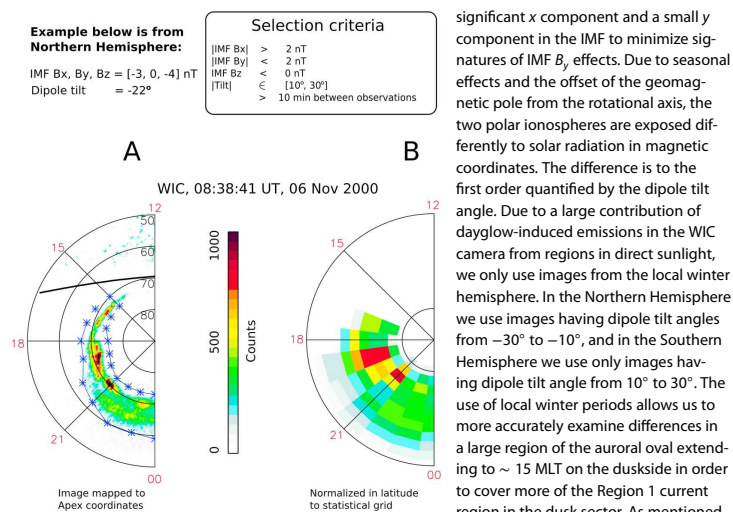 Example below is from
Northern Hemisphere:
IMF Bx, By, Bz = [-3, 0, -4] nT
Dipole tilt = -22°
Selection criteria
|IMF Bx| > 2 nT
|IMF By| < 2 nT
IMF Bz < 0 nT
|Tilt| ∈ [10°, 30°]
> 10 min between observations
A
B
WIC, 08:38:41 UT, 06 Nov 2000
12
50
60
70
80
15
18
21
00
1000
500
0
Counts
12
15
18
21
00
Image mapped to
Apex coordinates
Normalized in latitude
to statistical grid
significant x component and a small y
component in the IMF to minimize sig-
natures of IMF By effects. Due to seasonal
effects and the offset of the geomag-
netic pole from the rotational axis, the
two polar ionospheres are exposed dif-
ferently to solar radiation in magnetic
coordinates. The difference is to the
first order quantified by the dipole tilt
angle. Due to a large contribution of
dayglow-induced emissions in the WIC
camera from regions in direct sunlight,
we only use images from the local winter
hemisphere. In the Northern Hemisphere
we use images having dipole tilt angles
from −30° to −10°, and in the Southern
Hemisphere we use only images hav-
ing dipole tilt angle from 10° to 30°. The
use of local winter periods allows us to
more accurately examine differences in
a large region of the auroral oval extend-
ing to ∼ 15 MLT on the duskside in order
to cover more of the Region 1 current
region in the dusk sector. As mentioned